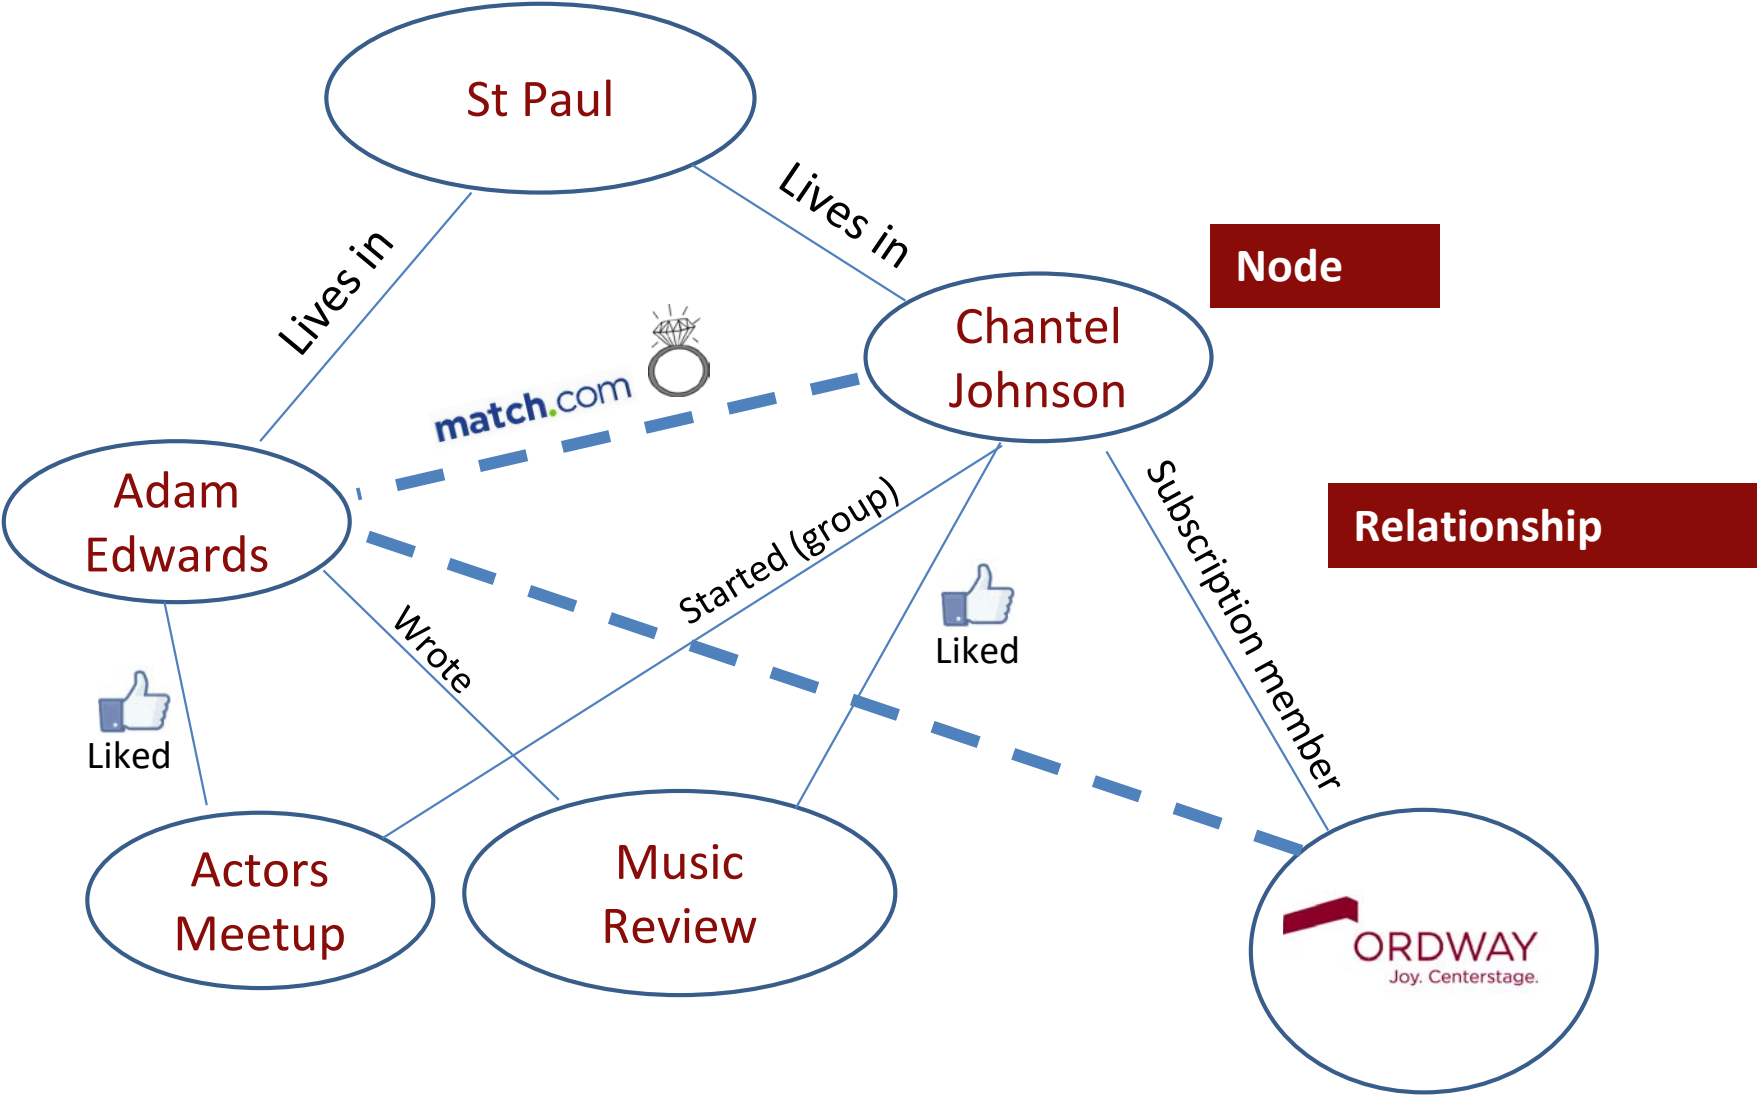 St Paul
Lives in
Lives in
Node
Chantel
Johnson
match.com
Adam
Edwards
Started (group)
Subscription member
Relationship
Wrote
Liked
Liked
Actors
Meetup
Music
Review
ORDWAY
Joy. Centerstage.